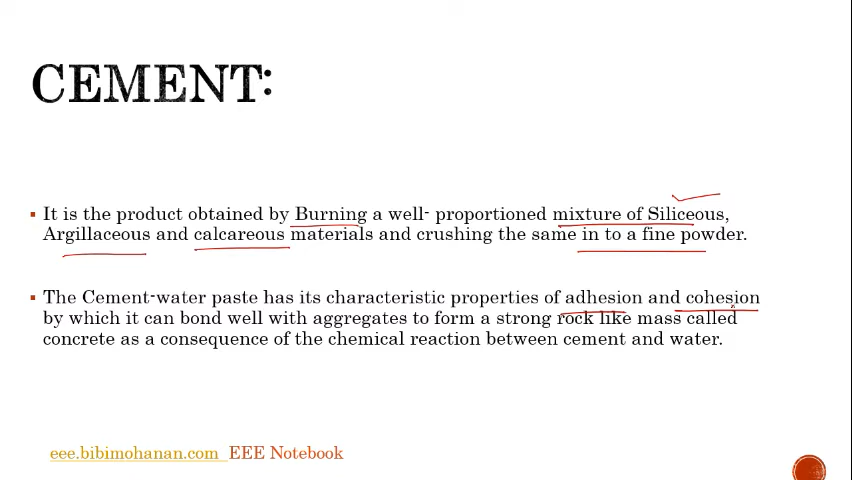 CEMENT:
It is the product obtained by Burning a well- proportioned mixture of Siliceous,
Argillaceous and calcareous materials and crushing the same in to a fine powder.
The Cement-water paste has its characteristic properties of adhesion and cohesion
by which it can bond well with aggregates to form a strong rock like mass called
concrete as a consequence of the chemical reaction between cement and water.
eee.bibimohanan.com EEE Notebook